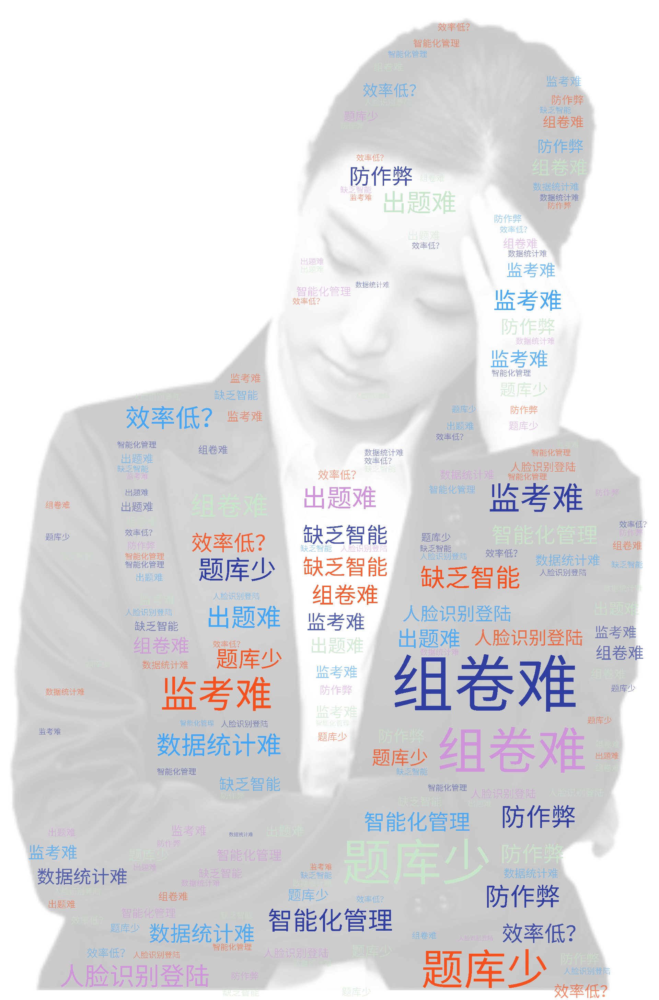 效率低？
智能化管理
智能化管理
组卷难
监考难
效率低？
防作弊
人脸识别登陆
缺乏智能
题库少
组卷难
防作弊
防作弊
效率低？
组卷难
防作弊
组卷难
数据统计难
缺乏智能
数据统计难
监考难
出题难
防作弊
防作弊
效率低？
出题难
组卷难
效率低？
数据统计难
出题难
监考难
出题难
数据统计难
智能化管理
效率低？
监考难
防作弊
数据统计难
监考难
智能化管理
监考难
题库少
人脸识别登陆
缺乏智能
人脸识别登陆
效率低？
监考难
题库少
防作弊
出题难
题库少
效率低？
智能化管理
组卷难
数据统计难
监考难
智能化管理
出题难
效率低？
缺乏智能
缺乏智能
人脸识别登陆
监考难
效率低？
数据统计难
智能化管理
出题难
智能化管理
监考难
防作弊
出题难
组卷难
出题难
组卷难
组卷难
效率低？
缺乏智能
智能化管理
效率低？
题库少
效率低？
题库少
防作弊
防作弊
缺乏智能
人脸识别登陆
缺乏智能
效率低？
组卷难
智能化管理
人脸识别登陆
数据统计难
智能化管理
题库少
缺乏智能
缺乏智能
人脸识别登陆
出题难
组卷难
数据统计难
监考难
人脸识别登陆
人脸识别登陆
出题难
监考难
人脸识别登陆
出题难
缺乏智能
监考难
组卷难
效率低？
出题难
出题难
人脸识别登陆
组卷难
题库少
数据统计难
题库少
数据统计难
监考难
组卷难
组卷难
监考难
防作弊
题库少
数据统计难
监考难
智能化管理
人脸识别登陆
智能化管理
题库少
监考难
题库少
防作弊
组卷难
数据统计难
题库少
组卷难
出题难
智能化管理
缺乏智能
组卷难
缺乏智能
智能化管理
防作弊
人脸识别登陆
人脸识别登陆
缺乏智能
出题难
智能化管理
防作弊
出题难
监考难
数据统计难
出题难
防作弊
监考难
题库少
智能化管理
题库少
防作弊
出题难
监考难
数据统计难
缺乏智能
缺乏智能
数据统计难
数据统计难
数据统计难
人脸识别登陆
组卷难
题库少
效率低？
防作弊
出题难
智能化管理
缺乏智能
智能化管理
效率低？
题库少
数据统计难
组卷难
人脸识别登陆
效率低？
智能化管理
效率低？
人脸识别登陆
人脸识别登陆
题库少
题库少
防作弊
人脸识别登陆
数据统计难
人脸识别登陆
防作弊
缺乏智能
题库少
效率低？